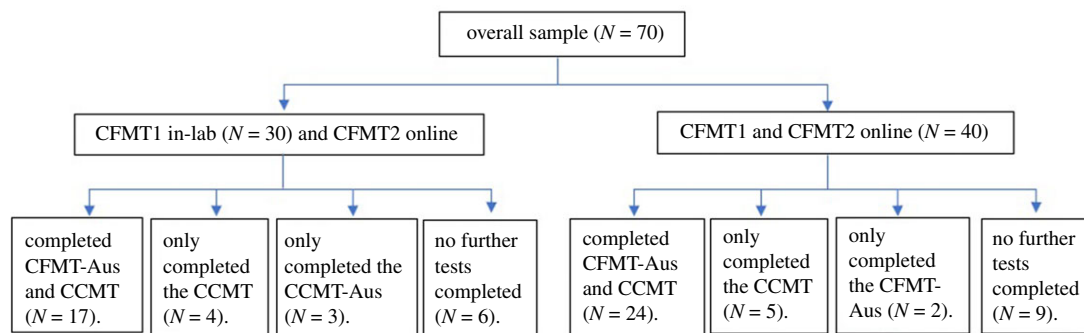 overall sample (N = 70)
CFMT1 in-lab (N = 30) and CFMT2 online
CFMT1 and CFMT2 online (N = 40)
completed
CFMT-Aus
and CCMT
(N = 17).
only
completed
the CCMT
(N = 4).
only
completed the
CCMT-Aus
(N = 3).
no further
tests
completed
(N = 6).
completed
CFMT-Aus
and CCMT
(N = 24).
only
completed
the CCMT
(N = 5).
only
completed
the CFMT-
Aus (N = 2).
no further
tests
completed
(N = 9).